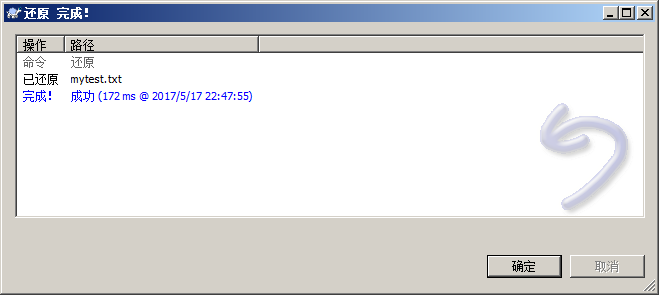 还原 完成!
操作 路径
命令 还原
已还原 mytest.txt
完成! 成功 (172 ms @ 2017/5/17 22:47:55)
确定 取消